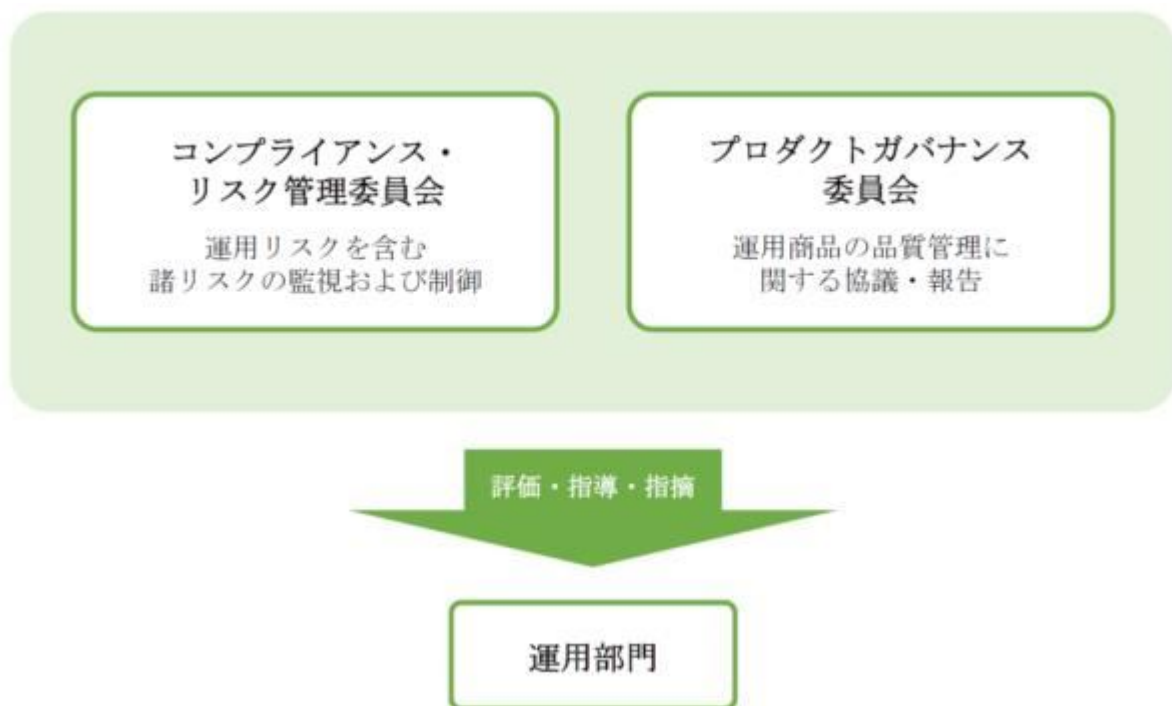 コンプライアンス・
リスク管理委員会
運用リスクを含む
諸リスクの監視および制御
プロダクトガバナンス
委員会
運用商品の品質管理に
関する協議・報告
評価・指導・指摘
運用部門